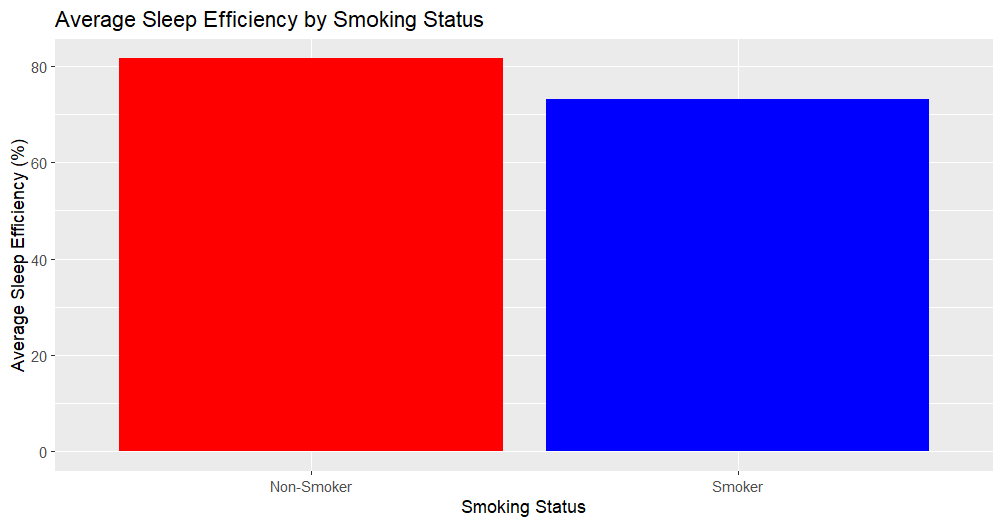 Average Sleep Efficiency by Smoking Status
Average Sleep Efficiency (%)
80
60
40
20
0
Non-Smoker
Smoker
Smoking Status